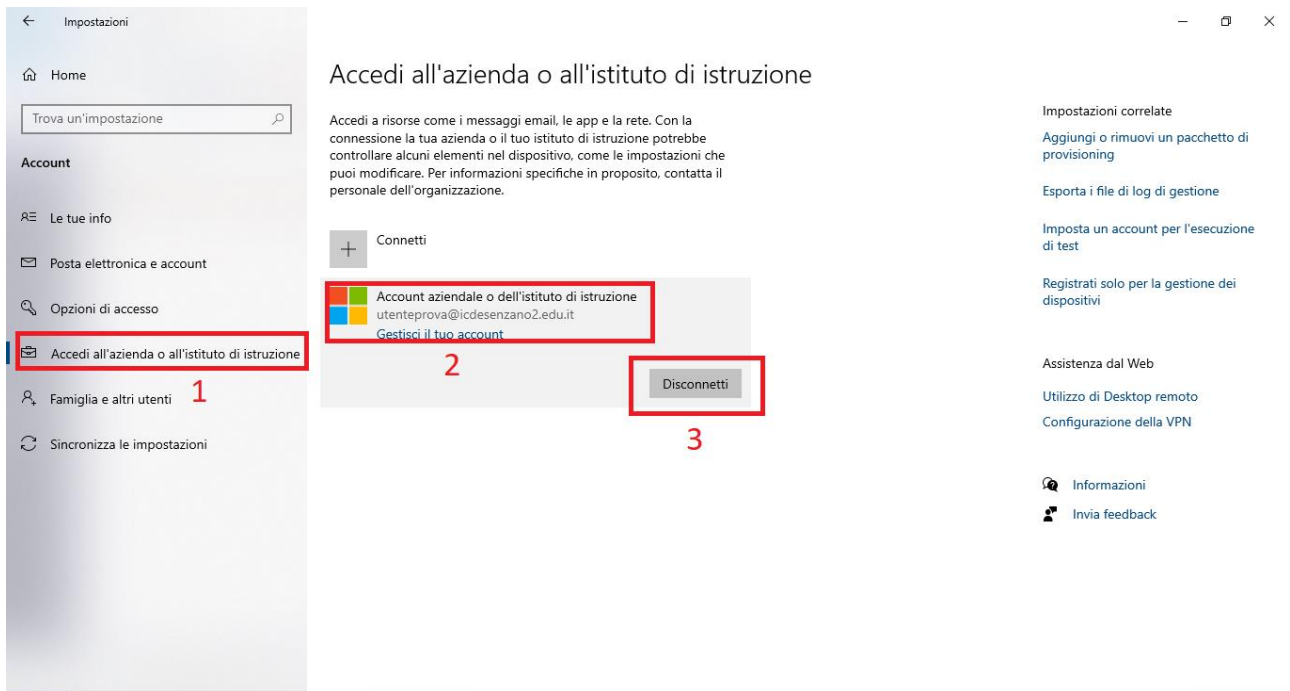 Impostazioni
Home
Trova un'impostazione
Account
Le tue info
Posta elettronica e account
Opzioni di accesso
Accedi all'azienda o all'istituto di istruzione
1
Famiglia e altri utenti
Sincronizza le impostazioni
Accedi all'azienda o all'istituto di istruzione
Accedi a risorse come i messaggi email, le app e la rete. Con la
connessione la tua azienda o il tuo istituto di istruzione potrebbe
controllare alcuni elementi nel dispositivo, come le impostazioni che
puoi modificare. Per informazioni specifiche in proposito, contatta il
personale dell'organizzazione.
Connetti
Account aziendale o dell'istituto di istruzione
utenteprova@icdesenzano2.edu.it
Gestisci il tuo account
2
Disconnetti
3
Impostazioni correlate
Aggiungi o rimuovi un pacchetto di
provisioning
Esporta i file di log di gestione
Imposta un account per l'esecuzione
di test
Registrati solo per la gestione dei
dispositivi
Assistenza dal Web
Utilizzo di Desktop remoto
Configurazione della VPN
Informazioni
Invia feedback